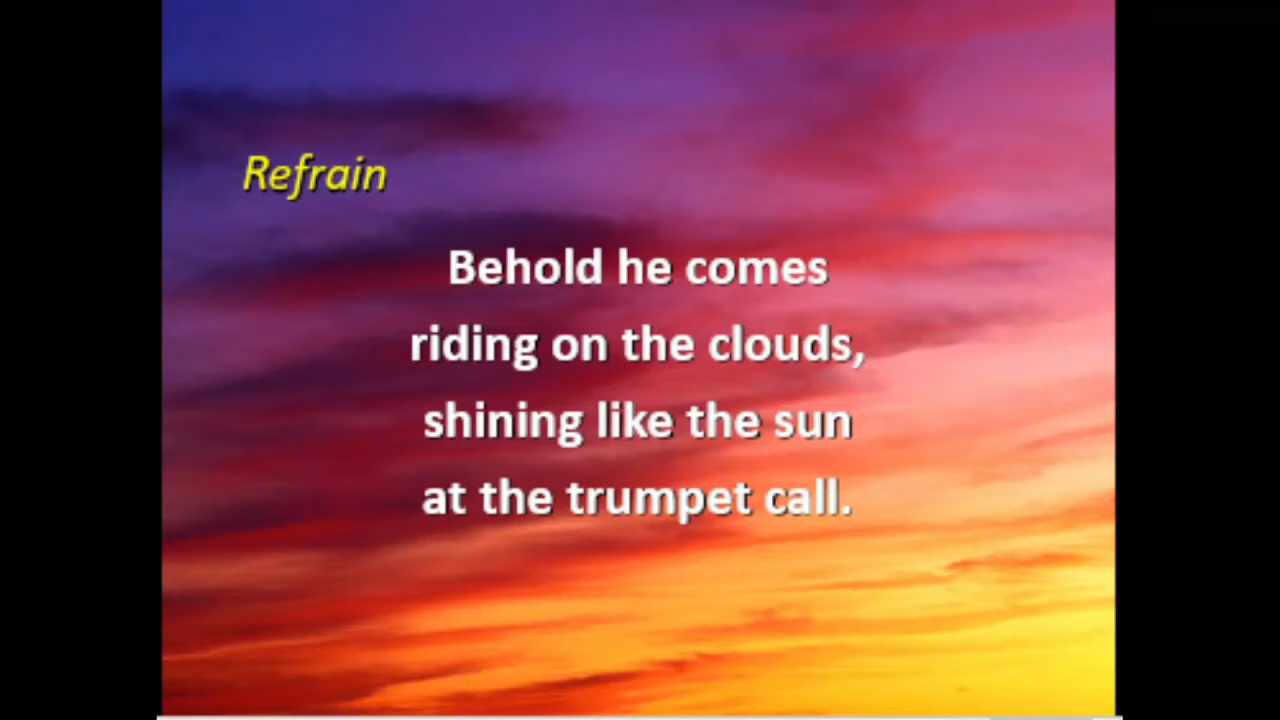 Refrain
Behold he comes
riding on the clouds,
shining like the sun
at the trumpet call.